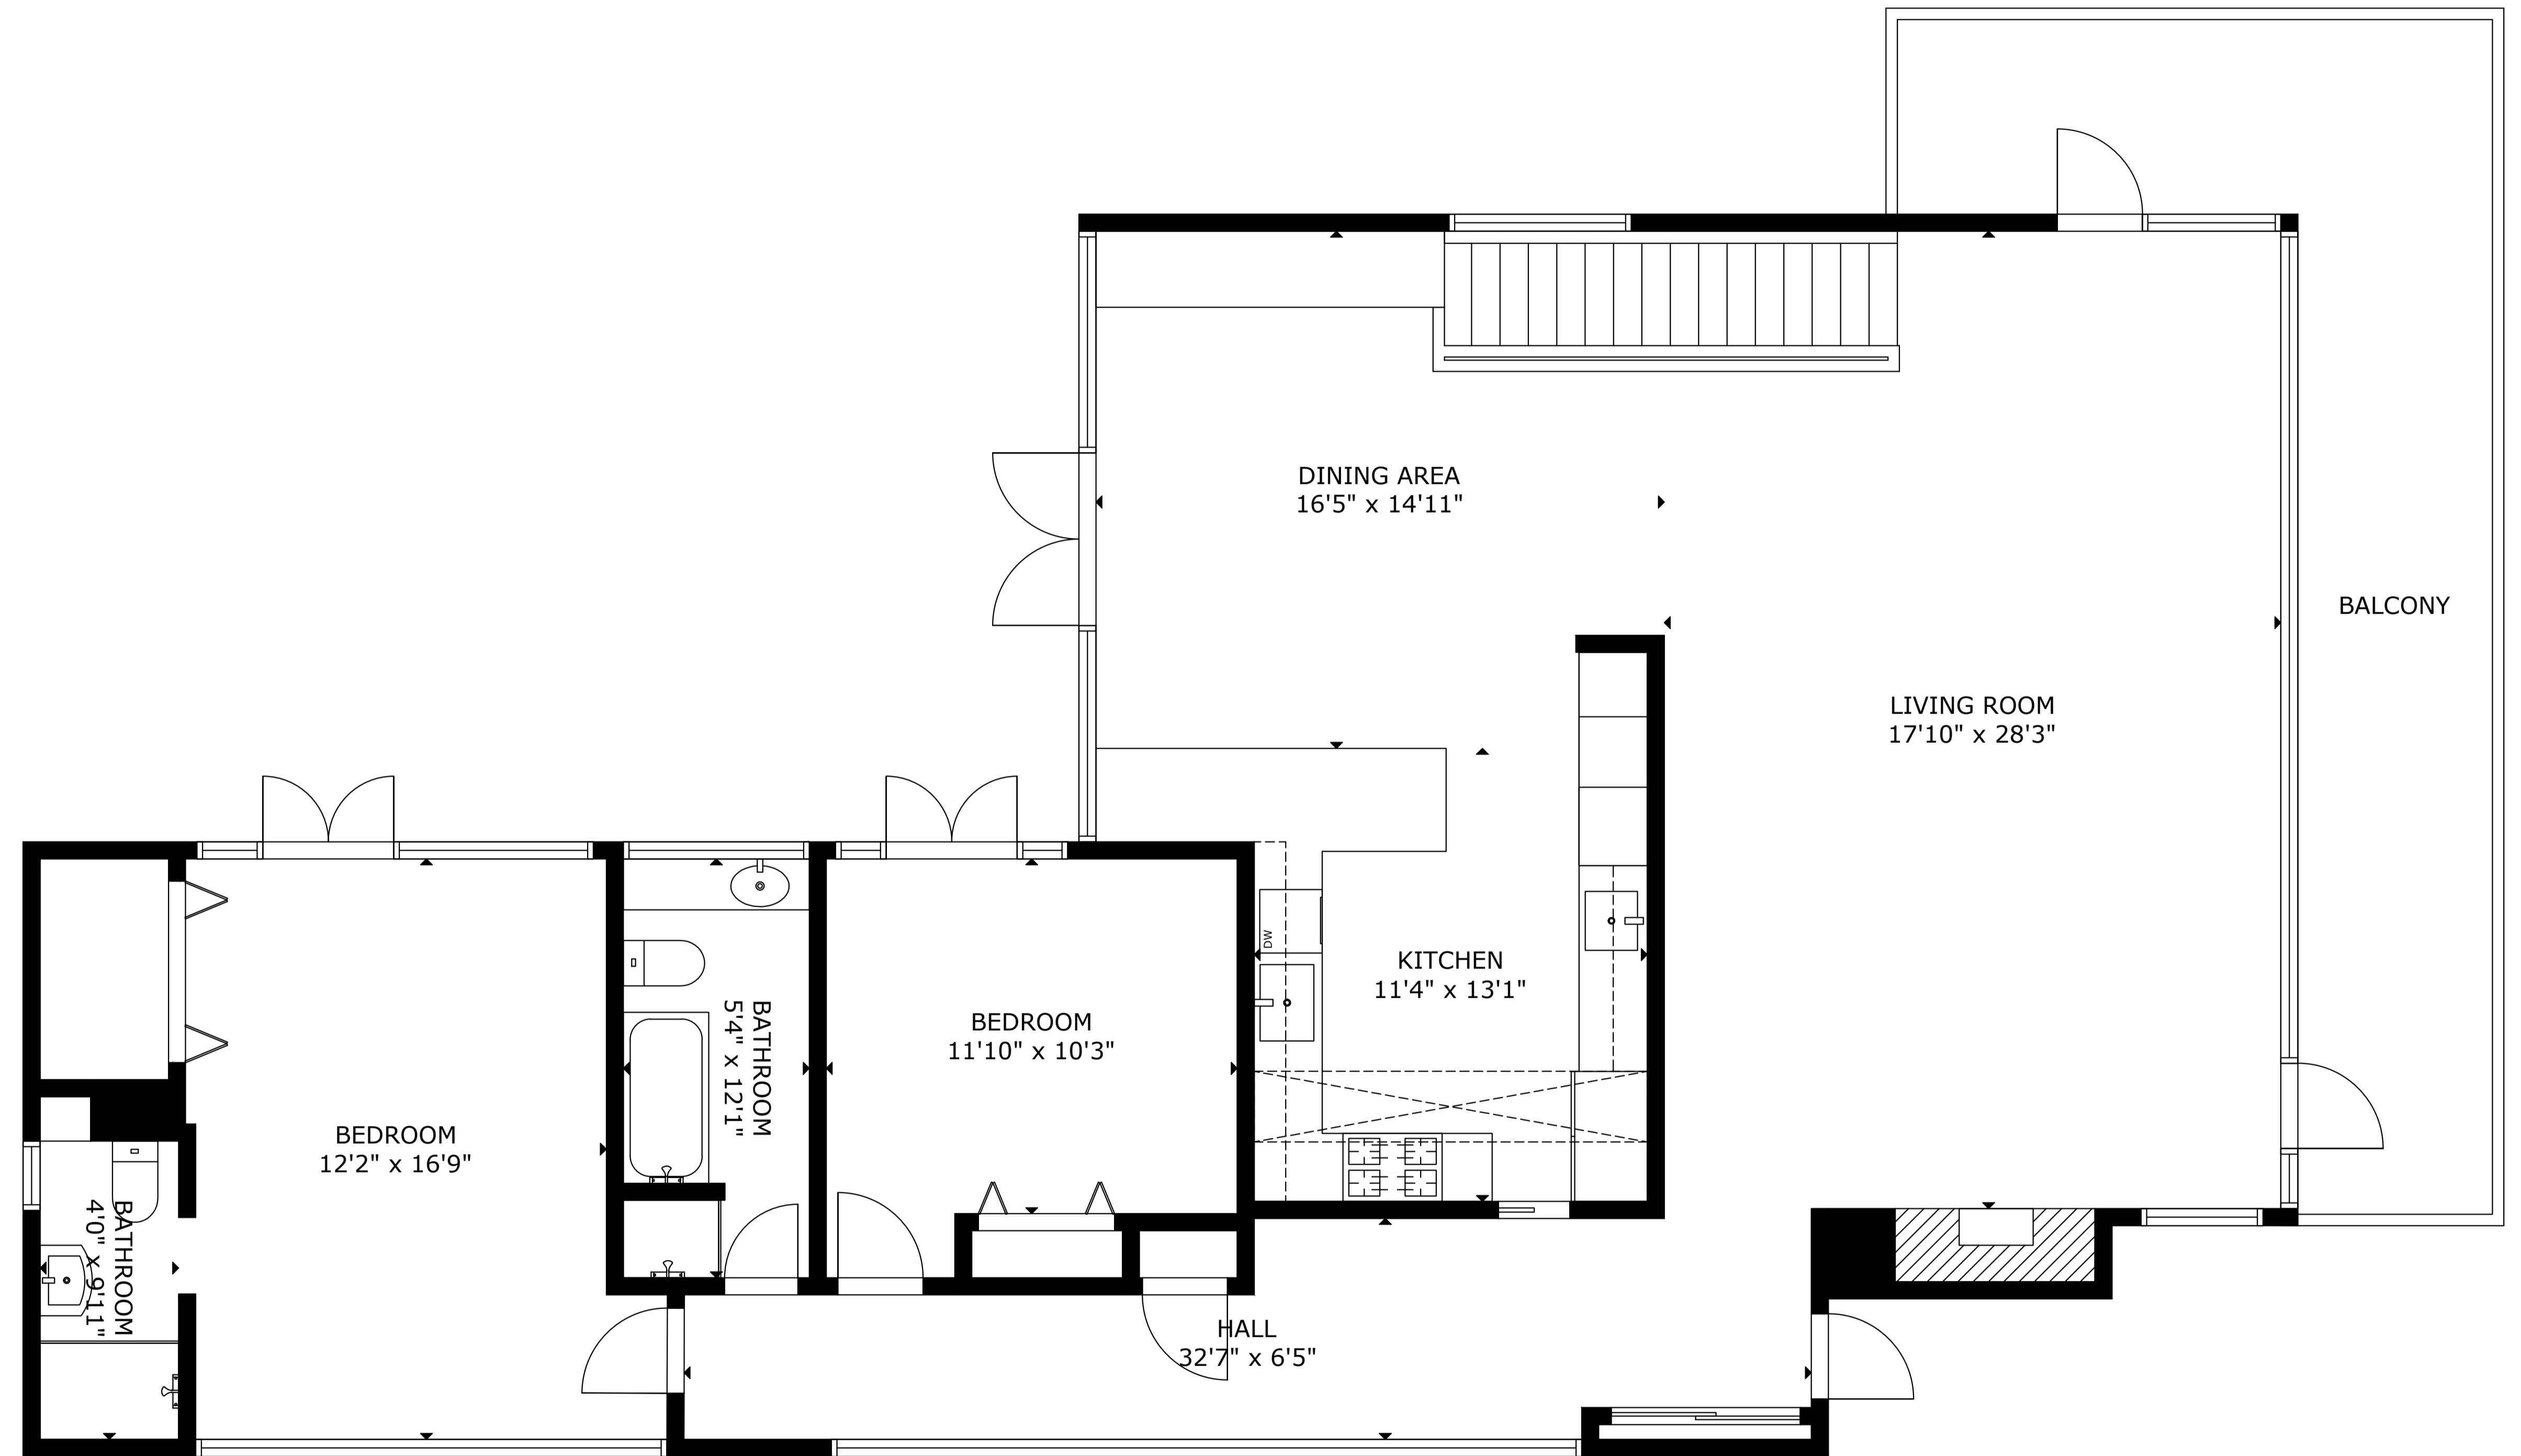 DINING AREA
16'5" x 14'11"
BALCONY
LIVING ROOM
17'10" x 28'3"
DW
KITCHEN
11'4" x 13'1"
BATHROOM
5'4" x 12'1"
BEDROOM
11'10" x 10'3"
BEDROOM
12'2" x 16'9"
BATHROOM
4'0" x 9'11"
HALL
32'7" x 6'5"